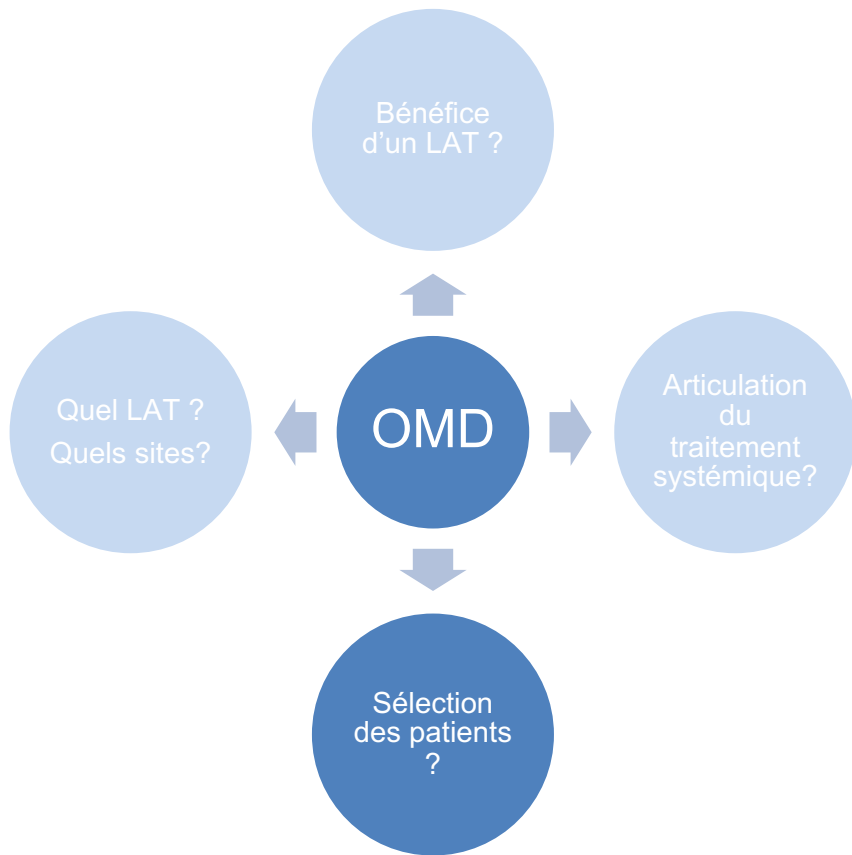 Bénéfice
d’un LAT ?
Quel LAT ?
Quels sites?
OMD
Articulation
du
traitement
systémique?
Sélection
des patients
?